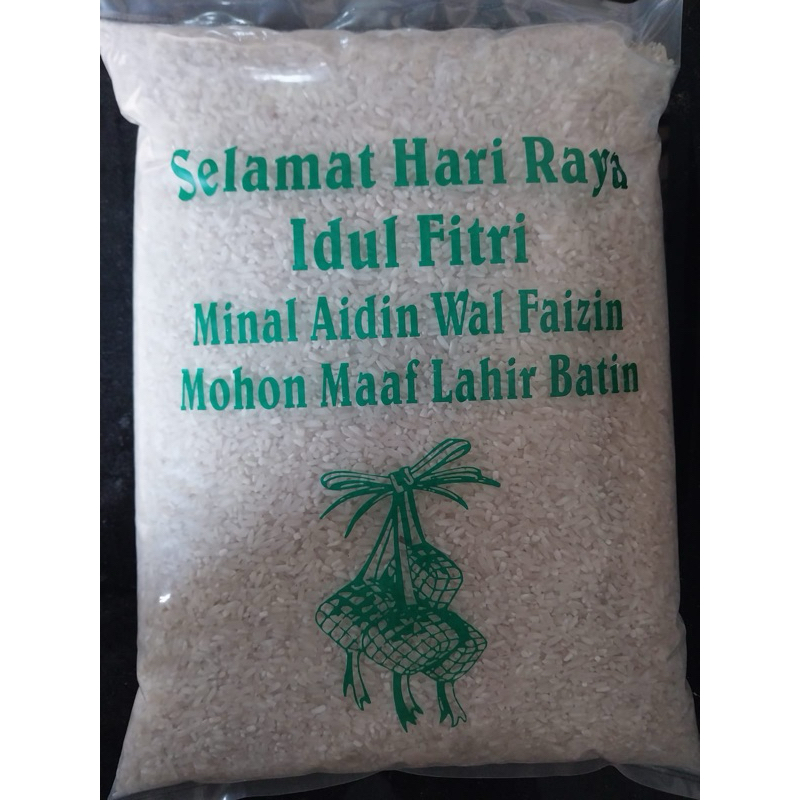 Selamat Hari Raya
Idul Fitri
Minal Aidin Wal Faizin
Mohon Maaf Lahir Batin